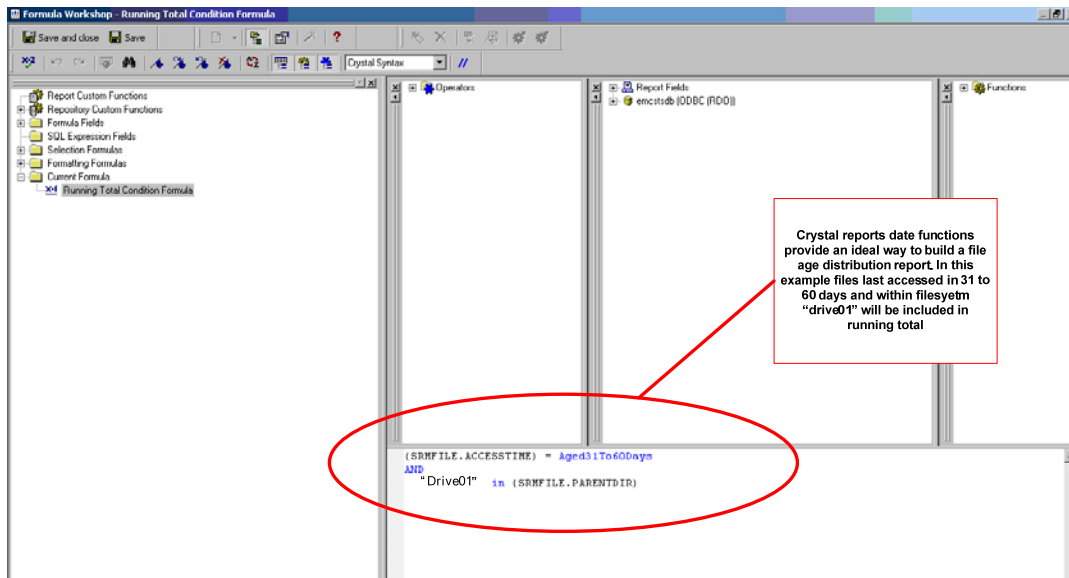 Formula Workshop - Running Total Condition Formula
Save and close Save
Crystal Syntax
Report Custom Functions
Repository Custom Functions
Formula Fields
SQL Expression Fields
Selection Formulas
Formatting Formulas
Current Formula
Running Total Condition Formula
Operators
Report Fields
emcstsdb (ODBC (RDO))
Functions
Crystal reports date functions
provide an ideal way to build a file
age distribution report. In this
example files last accessed in 31 to
60 days and within filesyetm
“drive01” will be included in
running total
(SRMFILE.ACCESSTIME) = Aged31To60Days
AND
“Drive01” in (SRMFILE.PARENTDIR)